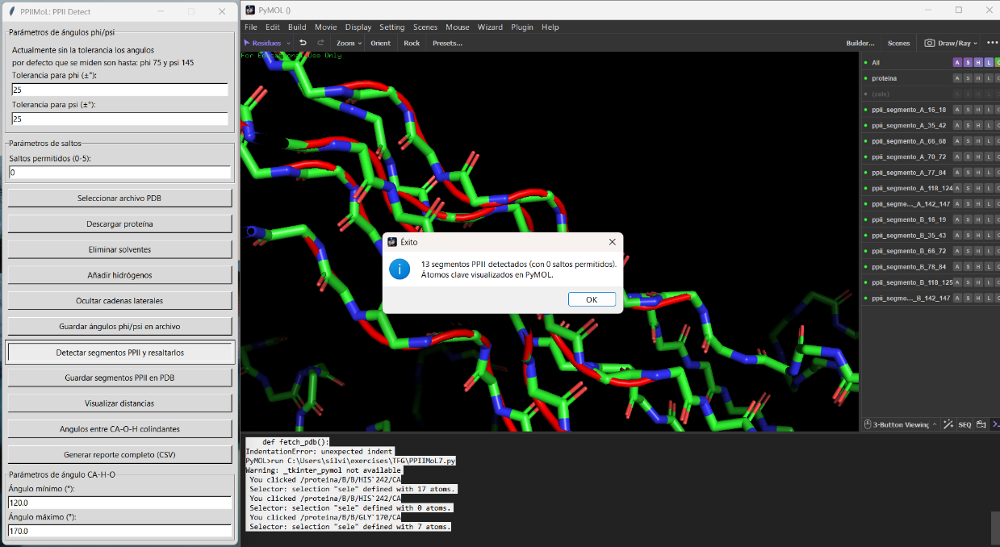 PPIIMoL: PPII Detect
Parámetros de ángulos phi/psi
Actualmente sin la tolerancia los angulos
por defecto que se miden son hasta: phi 75 y psi 145
Tolerancia para phi (±°):
25
Tolerancia para psi (±°):
25
Parámetros de saltos
Saltos permitidos (0-5):
0
Seleccionar archivo PDB
Descargar proteína
Eliminar solventes
Añadir hidrógenos
Ocultar cadenas laterales
Guardar ángulos phi/psi en archivo
Detectar segmentos PPII y resaltarlos
Guardar segmentos PPII en PDB
Visualizar distancias
Angulos entre CA-O-H colindantes
Generar reporte completo (CSV)
Parámetros de ángulo CA-H-O
Ángulo mínimo (°):
120.0
Ángulo máximo (°):
170.0
PyMOL ()
File Edit Build Movie Display Setting Scenes Mouse Wizard Plugin Help
Residues Zoom Orient Rock Presets... Builder... Scenes Draw/Ray
For Educational Use Only
Éxito
13 segmentos PPII detectados (con 0 saltos permitidos).
Átomos clave visualizados en PyMOL.
OK
All A S H L C
proteina A S H L C
(sele) A S H L C
ppii_segmento_A_16_18 A S H L C
ppii_segmento_A_35_42 A S H L C
ppii_segmento_A_66_68 A S H L C
ppii_segmento_A_70_72 A S H L C
ppii_segmento_A_77_84 A S H L C
ppii_segmento_A_118_124 A S H L C
ppii_segme..._A_142_147 A S H L C
ppii_segmento_B_16_19 A S H L C
ppii_segmento_B_35_43 A S H L C
ppii_segmento_B_66_72 A S H L C
ppii_segmento_B_78_84 A S H L C
ppii_segmento_B_118_125 A S H L C
ppii_segme..._B_142_147 A S H L C
3-Button Viewing SEQ
def fetch_pdb():
IndentationError: unexpected indent
PyMOL>run C:\Users\silvi\exercises\TFG\PPIIMoL7.py
Warning: _tkinter_pymol not available
You clicked /proteina/B/B/HIS`242/CA
Selector: selection "sele" defined with 17 atoms.
You clicked /proteina/B/B/HIS`242/CA
Selector: selection "sele" defined with 0 atoms.
You clicked /proteina/B/B/GLY`170/CA
Selector: selection "sele" defined with 7 atoms.